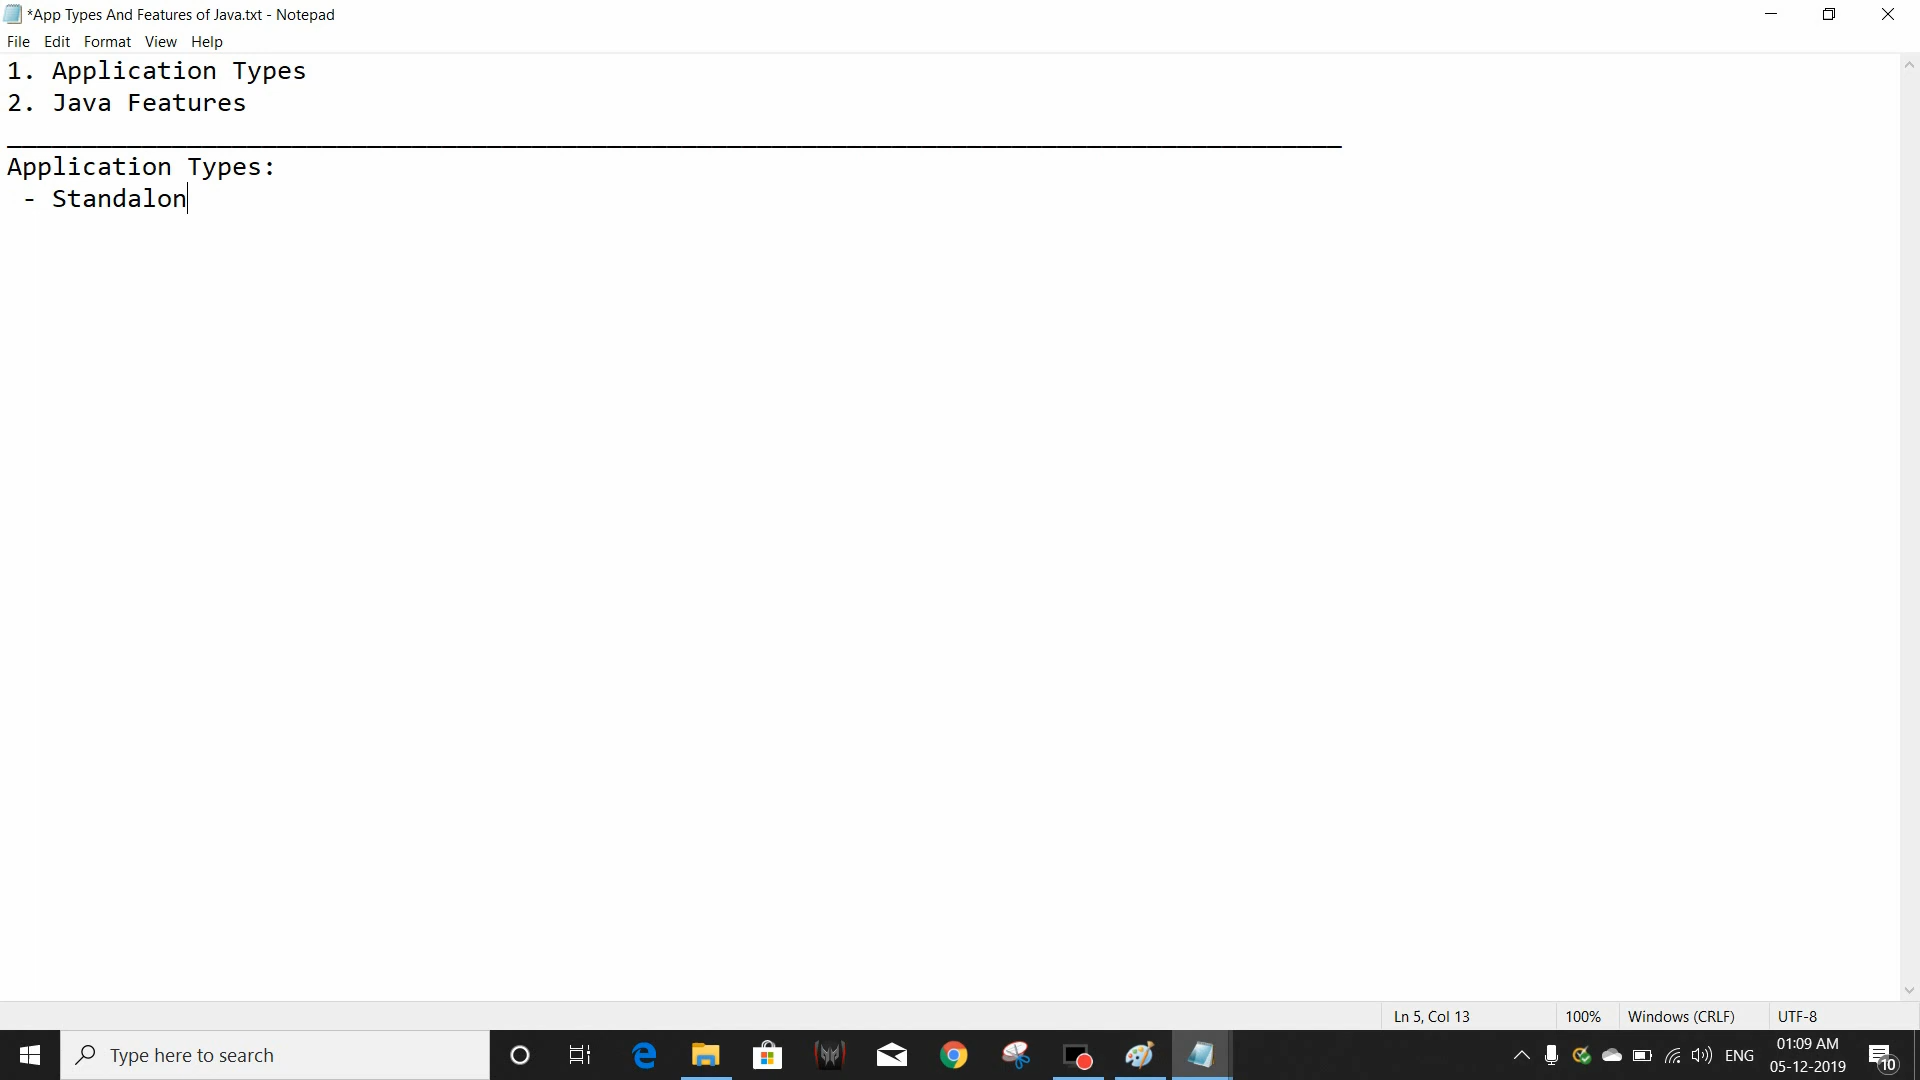 *App Types And Features of Java.txt - Notepad
File Edit Format View Help
1. Application Types
2. Java Features
Application Types:
- Standalon
Ln 5, Col 13 100% Windows (CRLF) UTF-8
Type here to search
ENG
01:09 AM
05-12-2019
10